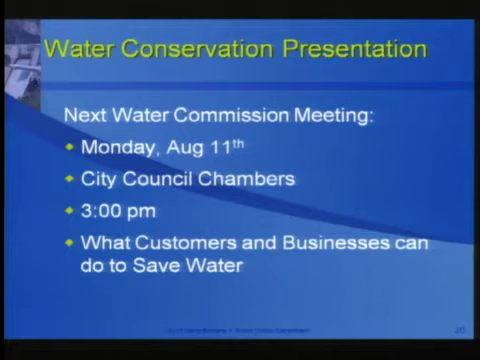 Water Conservation Presentation
Next Water Commission Meeting:
Monday, Aug 11th
City Council Chambers
3:00 pm
What Customers and Businesses can
do to Save Water